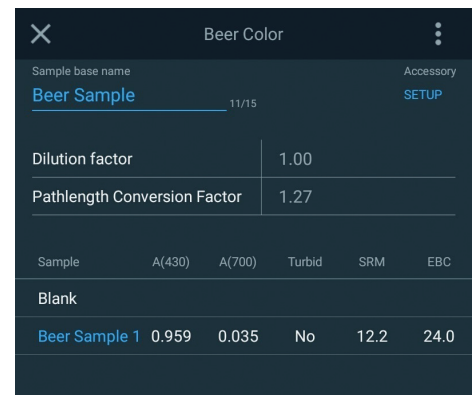 Beer Color
Sample base name Accessory
Beer Sample 11/15 SETUP
Dilution factor 1.00
Pathlength Conversion Factor 1.27
Sample A(430) A(700) Turbid SRM EBC
Blank
Beer Sample 1 0.959 0.035 No 12.2 24.0